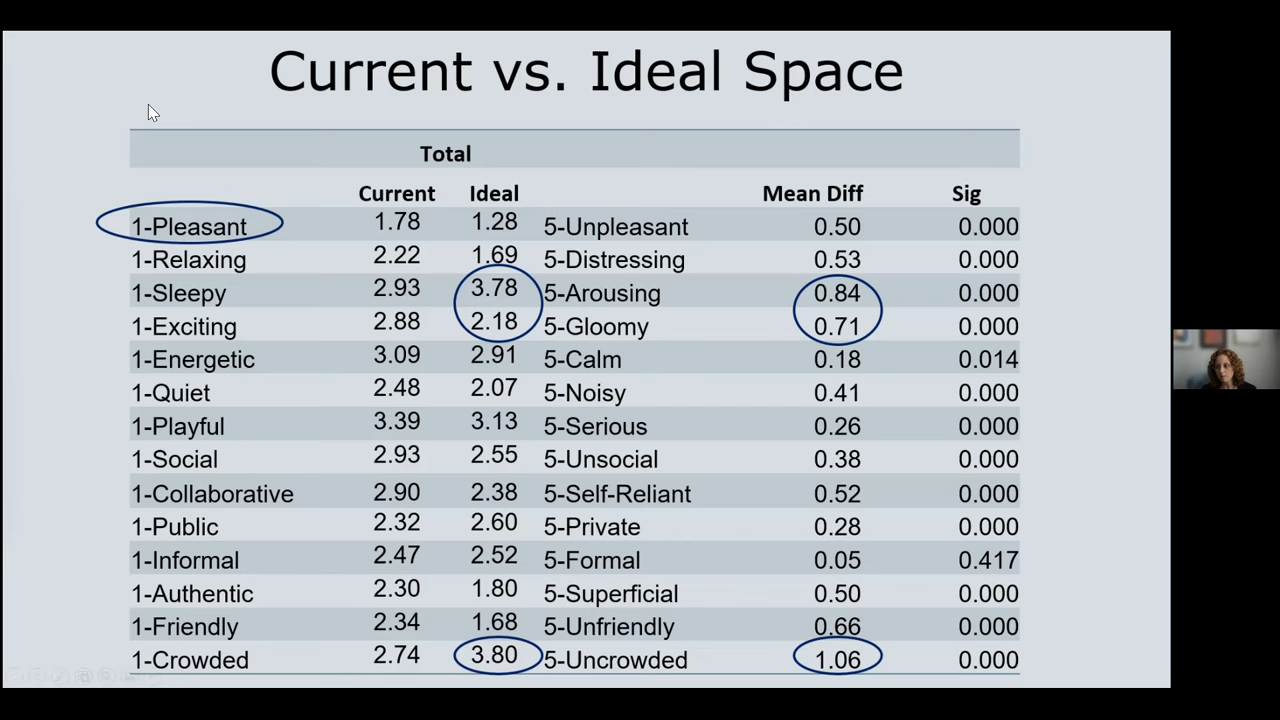 Current vs. Ideal Space
Total
Current Ideal Mean Diff Sig
1-Pleasant 1.78 1.28 5-Unpleasant 0.50 0.000
1-Relaxing 2.22 1.69 5-Distressing 0.53 0.000
1-Sleepy 2.93 3.78 5-Arousing 0.84 0.000
1-Exciting 2.88 2.18 5-Gloomy 0.71 0.000
1-Energetic 3.09 2.91 5-Calm 0.18 0.014
1-Quiet 2.48 2.07 5-Noisy 0.41 0.000
1-Playful 3.39 3.13 5-Serious 0.26 0.000
1-Social 2.93 2.55 5-Unsocial 0.38 0.000
1-Collaborative 2.90 2.38 5-Self-Reliant 0.52 0.000
1-Public 2.32 2.60 5-Private 0.28 0.000
1-Informal 2.47 2.52 5-Formal 0.05 0.417
1-Authentic 2.30 1.80 5-Superficial 0.50 0.000
1-Friendly 2.34 1.68 5-Unfriendly 0.66 0.000
1-Crowded 2.74 3.80 5-Uncrowded 1.06 0.000